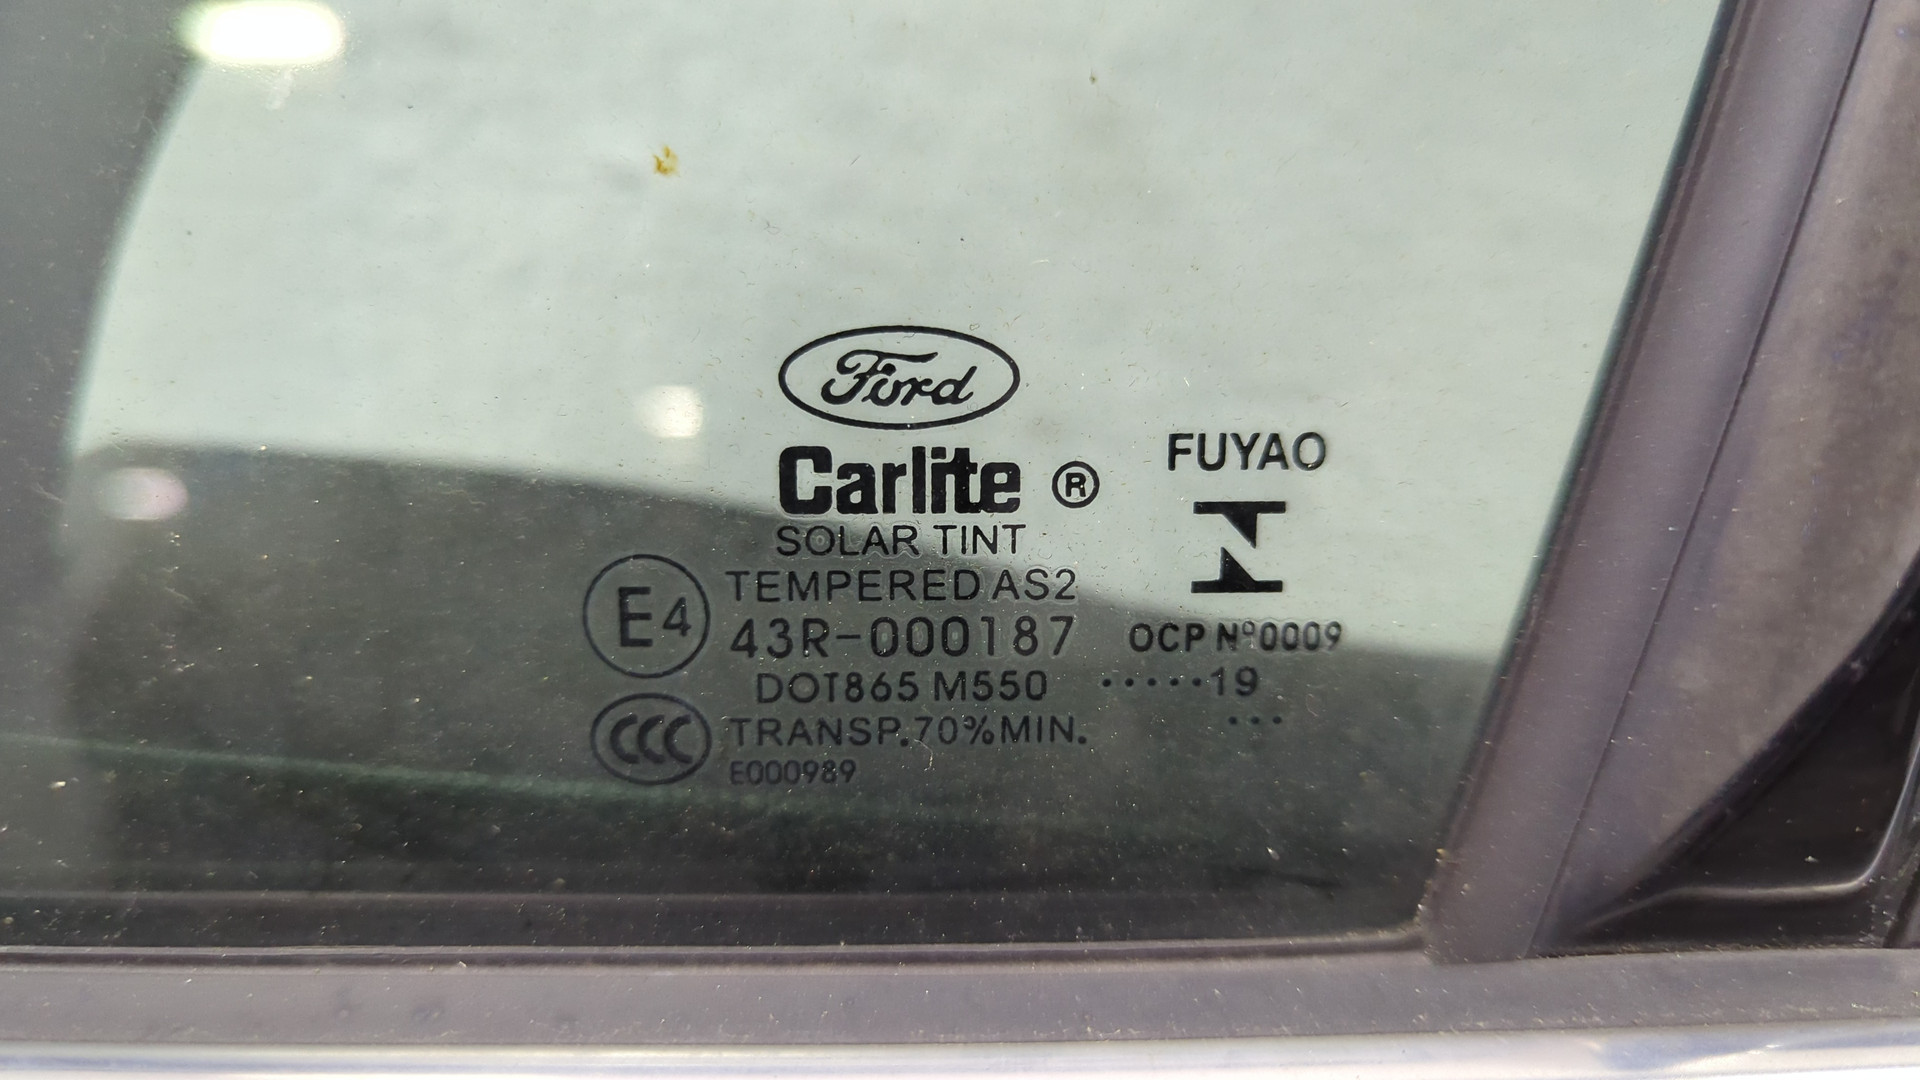 Ford
Carlite ®
SOLAR TINT
TEMPERED AS2
E4
43R-000187
DOT865 M550
CCC
TRANSP.70%MIN.
E000989
FUYAO
OCP Nº0009
·····19
···